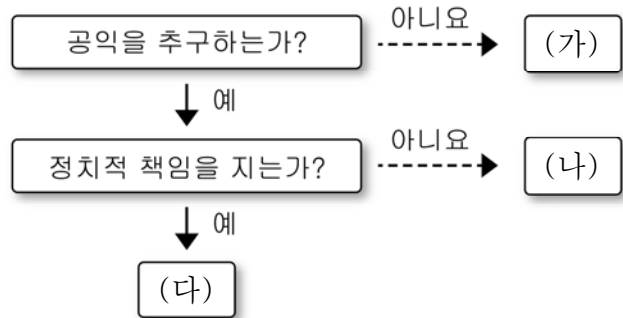 공익을 추구하는가?
아니요
(가)
예
정치적 책임을 지는가?
아니요
(나)
예
(다)